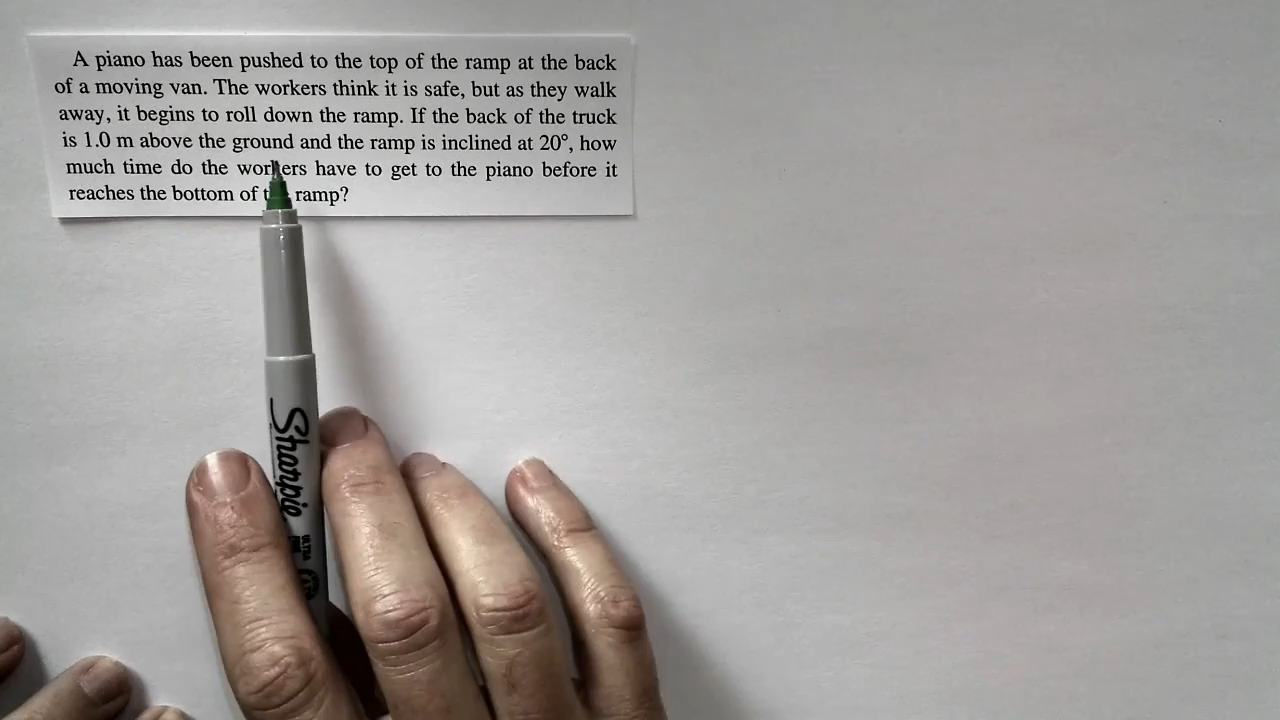 A piano has been pushed to the top of the ramp at the back
of a moving van. The workers think it is safe, but as they walk
away, it begins to roll down the ramp. If the back of the truck
is 1.0 m above the ground and the ramp is inclined at 20°, how
much time do the workers have to get to the piano before it
reaches the bottom of ramp?
Sharpie
ULTRA